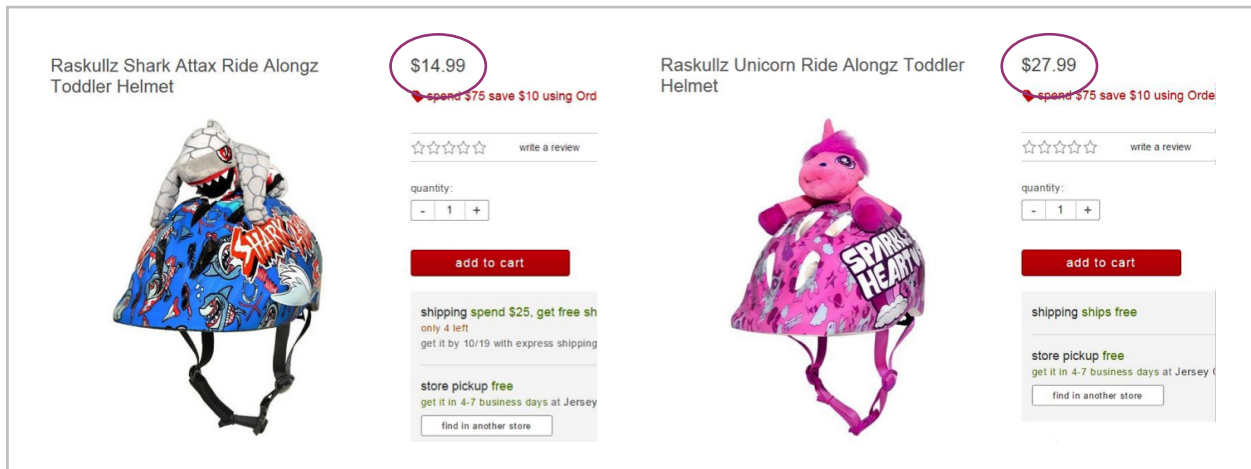 Raskullz Shark Attax Ride Alongz
Toddler Helmet
$14.99
spend $75 save $10 using Ord
write a review
quantity:
- 1 +
add to cart
shipping spend $25, get free sh
only 4 left
get it by 10/19 with express shipping
store pickup free
get it in 4-7 business days at Jersey
find in another store
SHARK
Raskullz Unicorn Ride Alongz Toddler
Helmet
$27.99
spend $75 save $10 using Orde
write a review
quantity:
- 1 +
add to cart
shipping ships free
store pickup free
get it in 4-7 business days at Jersey
find in another store
SPARKLE
HEART